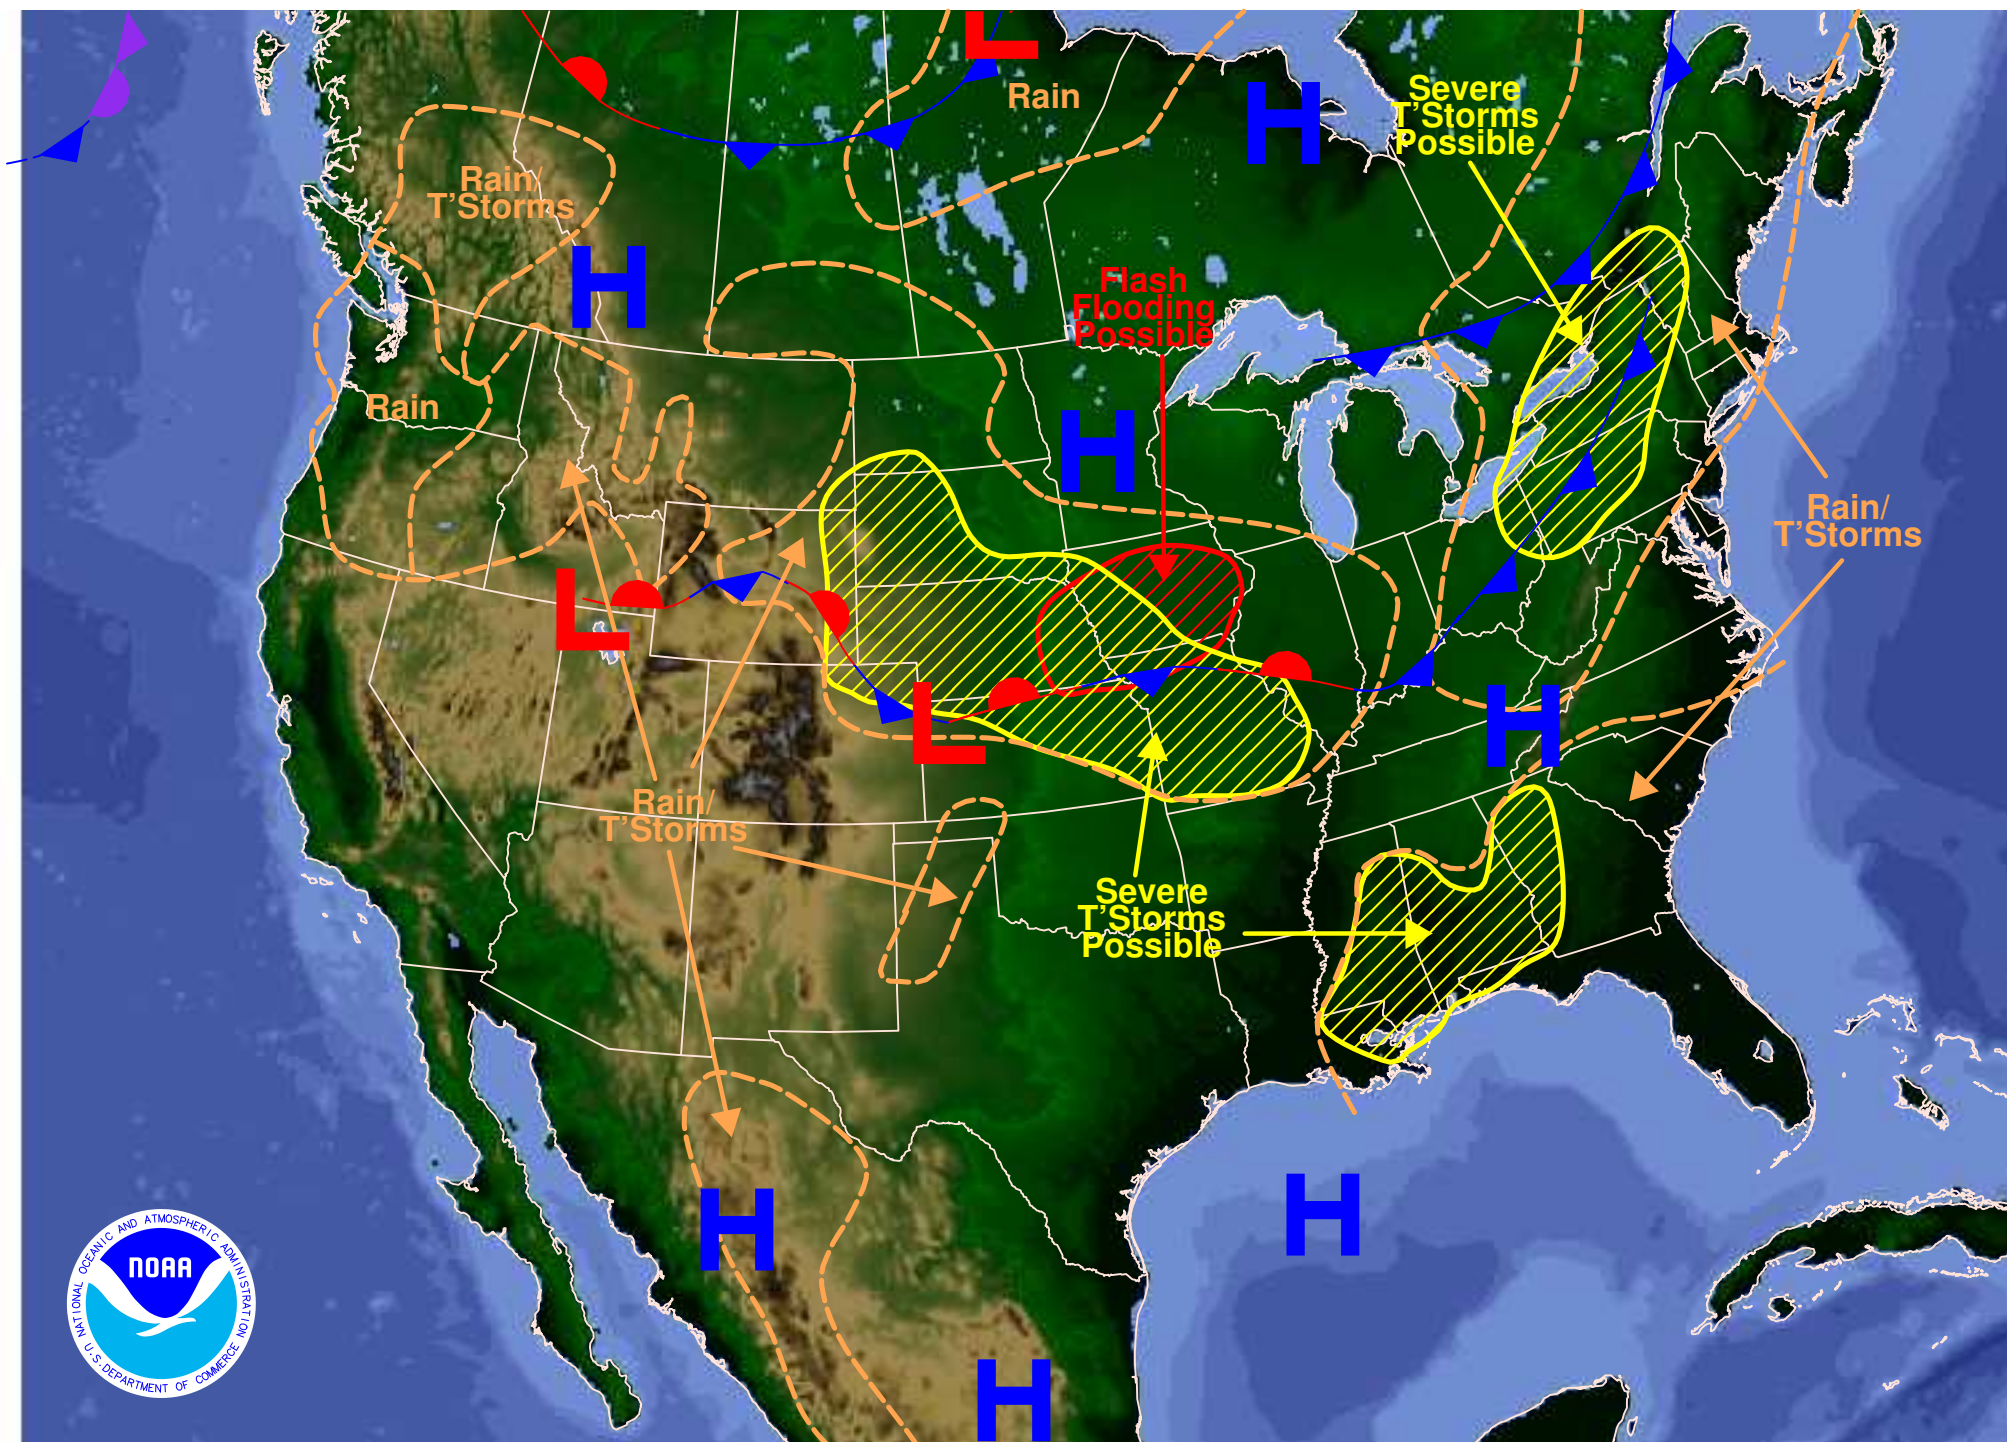 L
Rain
H
Severe
T'Storms
Possible
Rain/
T'Storms
H
Flash
Flooding
Possible
Rain
H
Rain/
T'Storms
L
L
H
Rain/
T'Storms
Severe
T'Storms
Possible
H
H
H
NATIONAL OCEANIC AND ATMOSPHERIC ADMINISTRATION
NOAA
U.S. DEPARTMENT OF COMMERCE